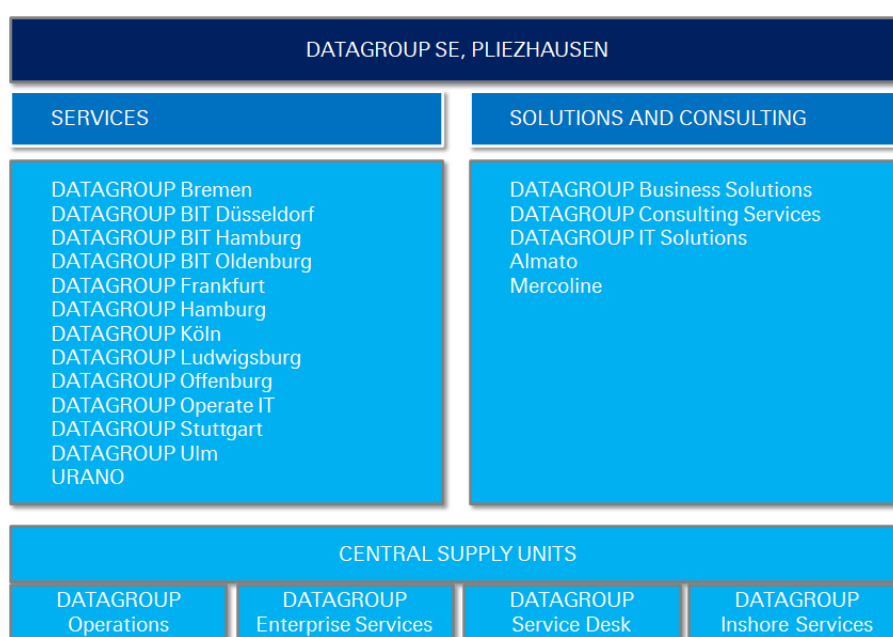 DATAGROUP SE, PLIEZHAUSEN
SERVICES
DATAGROUP Bremen
DATAGROUP BIT Düsseldorf
DATAGROUP BIT Hamburg
DATAGROUP BIT Oldenburg
DATAGROUP Frankfurt
DATAGROUP Hamburg
DATAGROUP Köln
DATAGROUP Ludwigsburg
DATAGROUP Offenburg
DATAGROUP Operate IT
DATAGROUP Stuttgart
DATAGROUP Ulm
URANO
SOLUTIONS AND CONSULTING
DATAGROUP Business Solutions
DATAGROUP Consulting Services
DATAGROUP IT Solutions
Almato
Mercoline
CENTRAL SUPPLY UNITS
DATAGROUP
Operations
DATAGROUP
Enterprise Services
DATAGROUP
Service Desk
DATAGROUP
Inshore Services